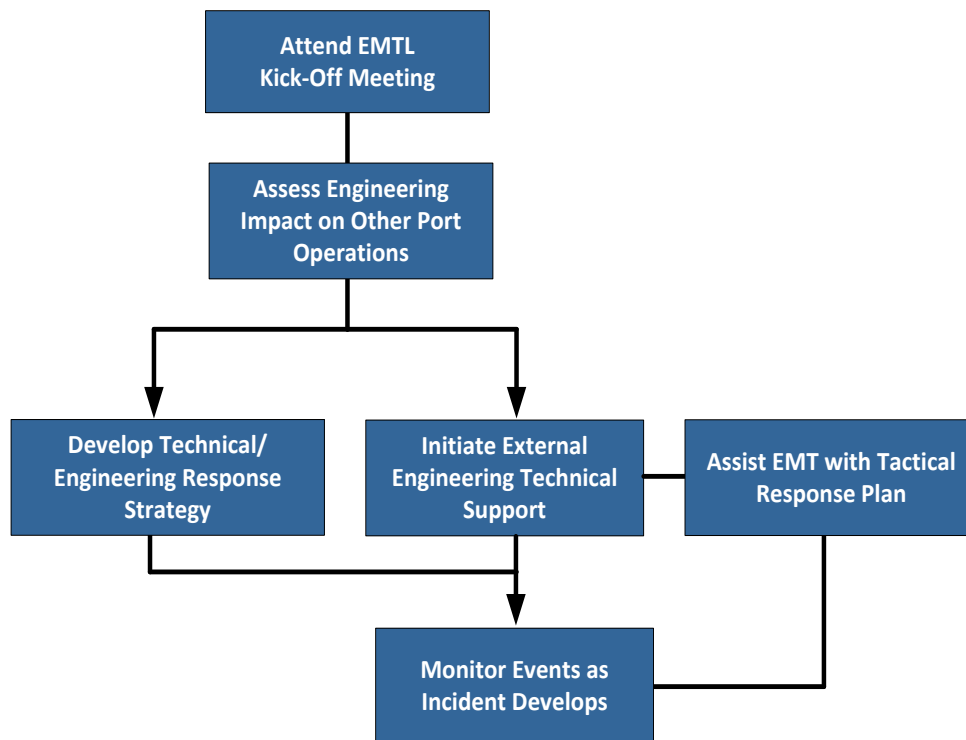 Attend EMTL
Kick-Off Meeting
Assess Engineering
Impact on Other Port
Operations
Develop Technical/
Engineering Response
Strategy
Initiate External
Engineering Technical
Support
Assist EMT with Tactical
Response Plan
Monitor Events as
Incident Develops